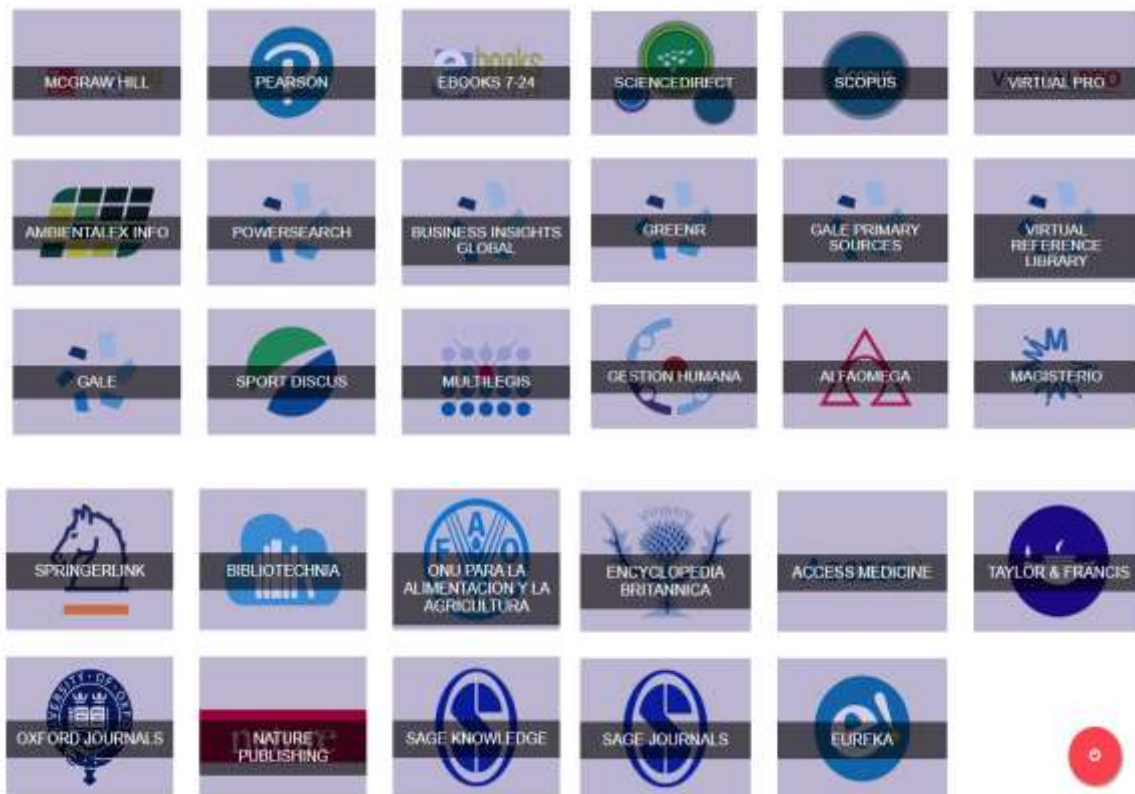 MCGRAW HILL
PEARSON
EBOOKS 7-24
SCIENCEDIRECT
SCOPUS
VIRTUAL PRO
AMBIENTALEX INFO
POWERSEARCH
BUSINESS INSIGHTS
GLOBAL
GREENR
GALE PRIMARY
SOURCES
VIRTUAL
REFERENCE
LIBRARY
GALE
SPORT DISCUS
MULTILEGIS
GESTION HUMANA
ALFAOMEGA
M
MAGISTERIO
SPRINGERLINK
BIBLIOTECHNIA
F A O
ONU PARA LA
ALIMENTACIÓN Y LA
AGRICULTURA
ENCYCLOPEDIA
BRITANNICA
ACCESS MEDICINE
TAYLOR & FRANCIS
OXFORD JOURNALS
NATURE
PUBLISHING
SAGE KNOWLEDGE
SAGE JOURNALS
EUREKA